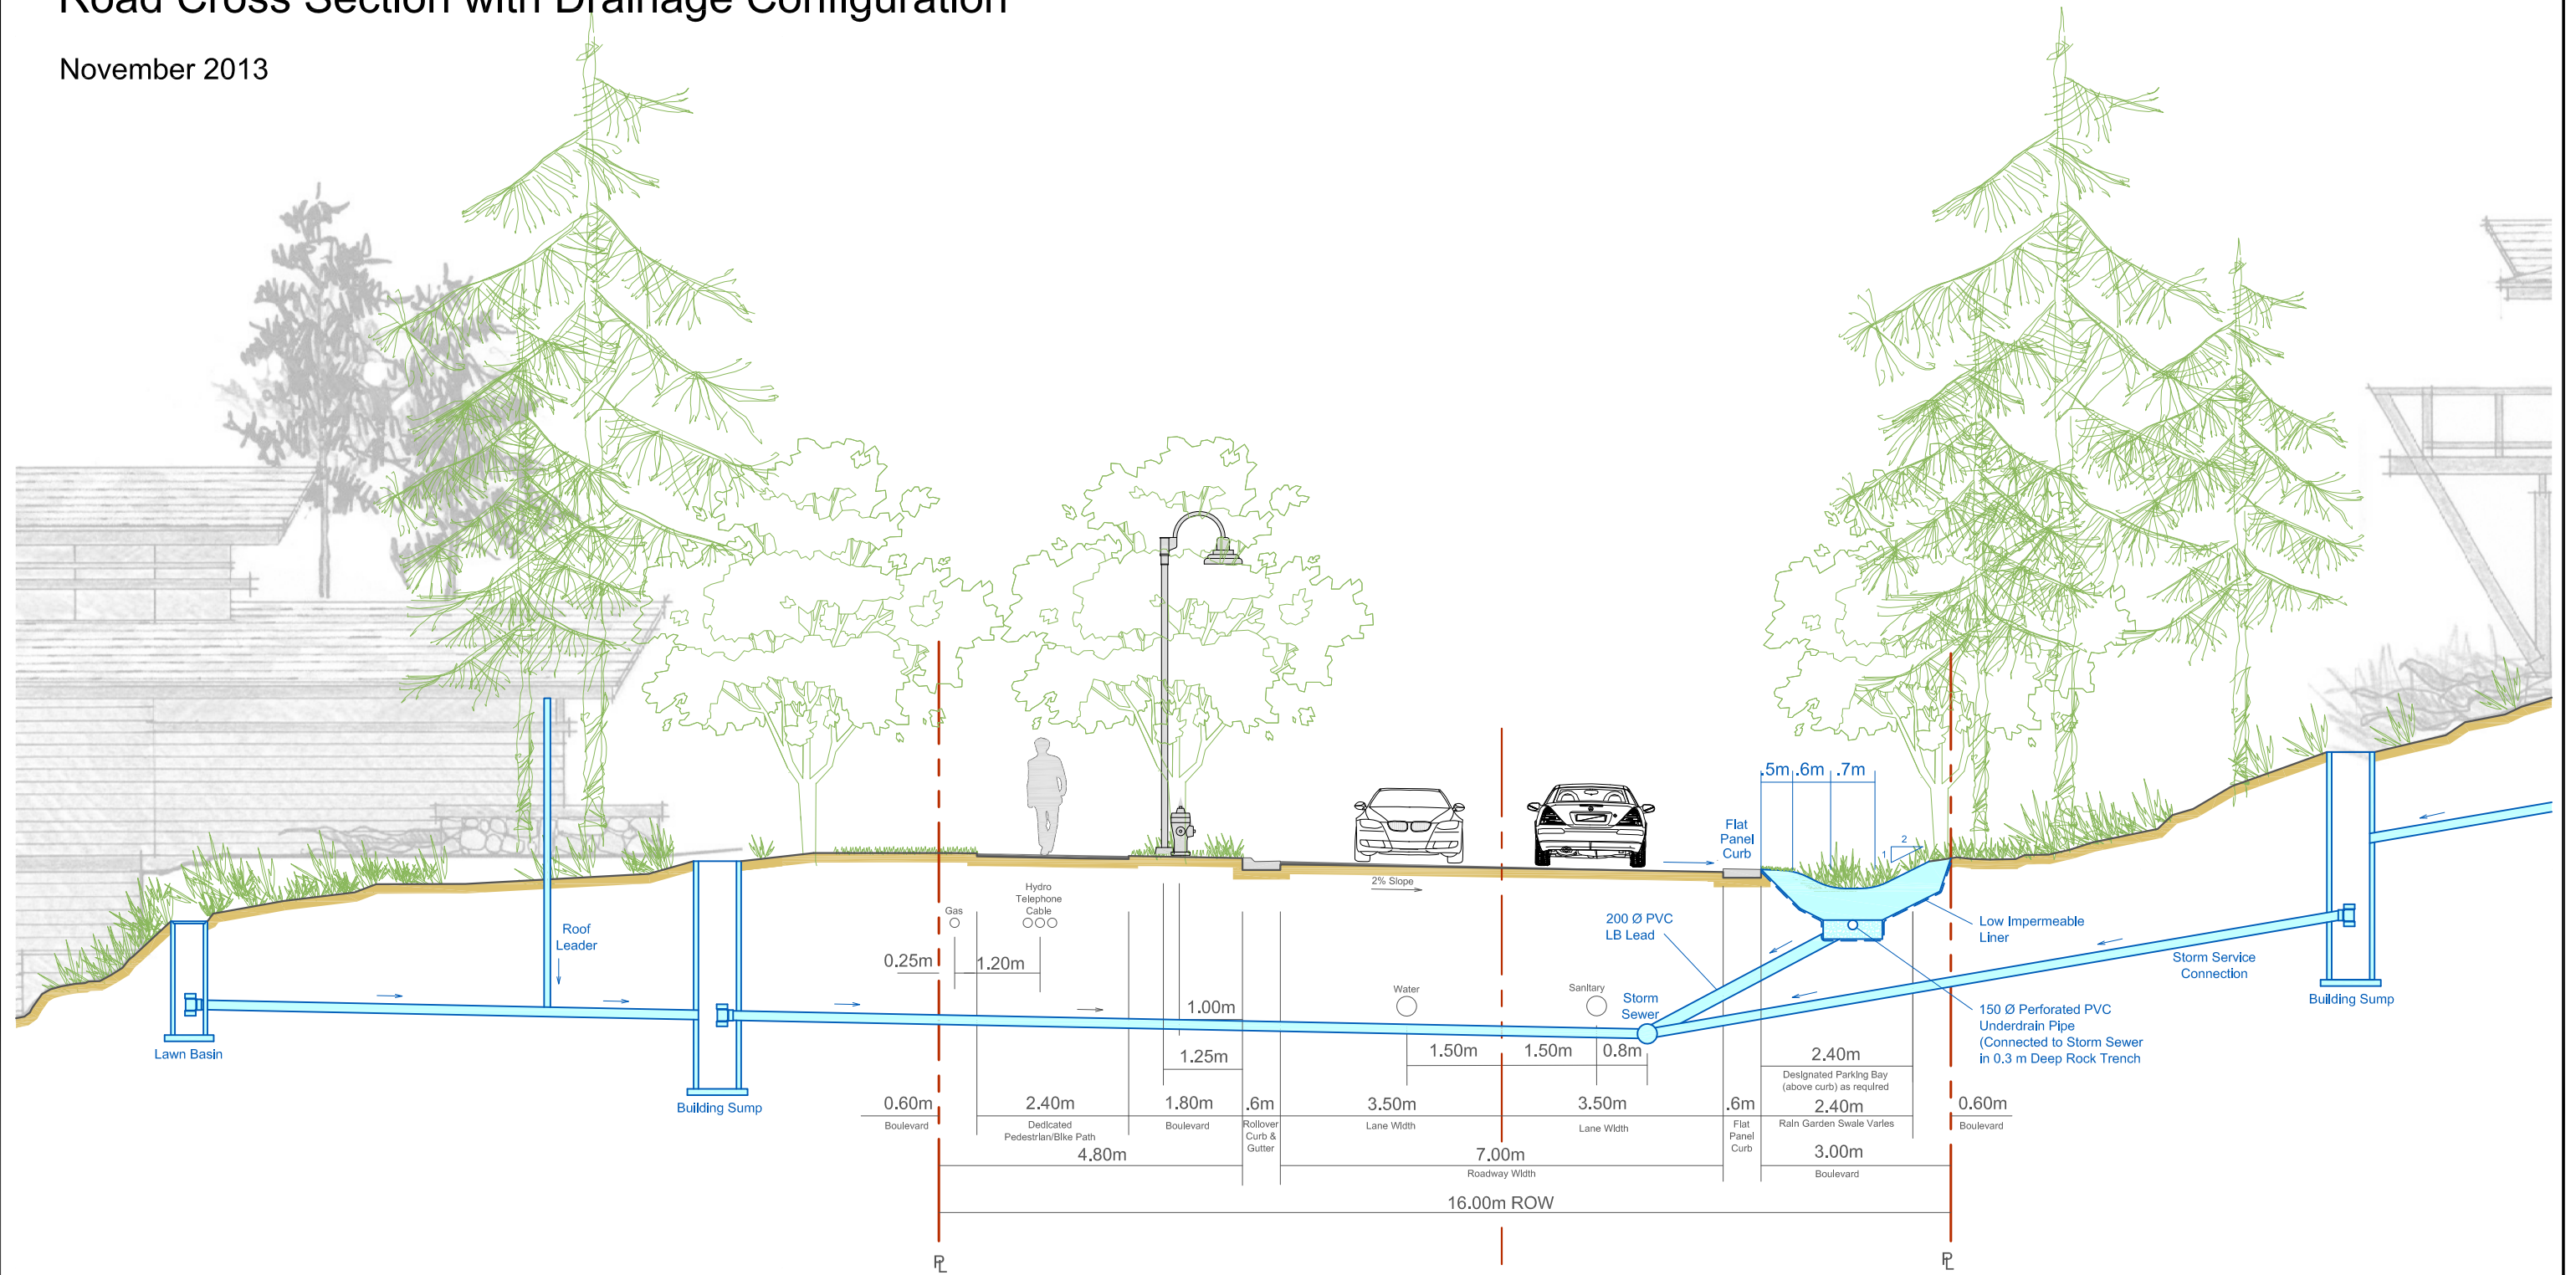 Road Cross Section with Drainage Configuration
November 2013
.5m .6m .7m
Flat
Panel
Curb
2
1
2% Slope
Hydro
Telephone
Cable
Gas
Roof
Leader
200 Ø PVC
LB Lead
Low Impermeable
Liner
0.25m
1.20m
Storm Service
Connection
Water
Sanitary
Storm
Sewer
1.00m
Building Sump
150 Ø Perforated PVC
Underdrain Pipe
(Connected to Storm Sewer
in 0.3 m Deep Rock Trench
Lawn Basin
1.25m
1.50m
1.50m
0.8m
2.40m
Designated Parking Bay
(above curb) as required
Building Sump
0.60m
Boulevard
2.40m
Dedicated
Pedestrian/Bike Path
1.80m
Boulevard
.6m
Rollover
Curb &
Gutter
3.50m
Lane Width
3.50m
Lane Width
.6m
Flat
Panel
Curb
2.40m
Rain Garden Swale Varies
0.60m
Boulevard
4.80m
7.00m
Roadway Width
3.00m
Boulevard
16.00m ROW
PL
PL